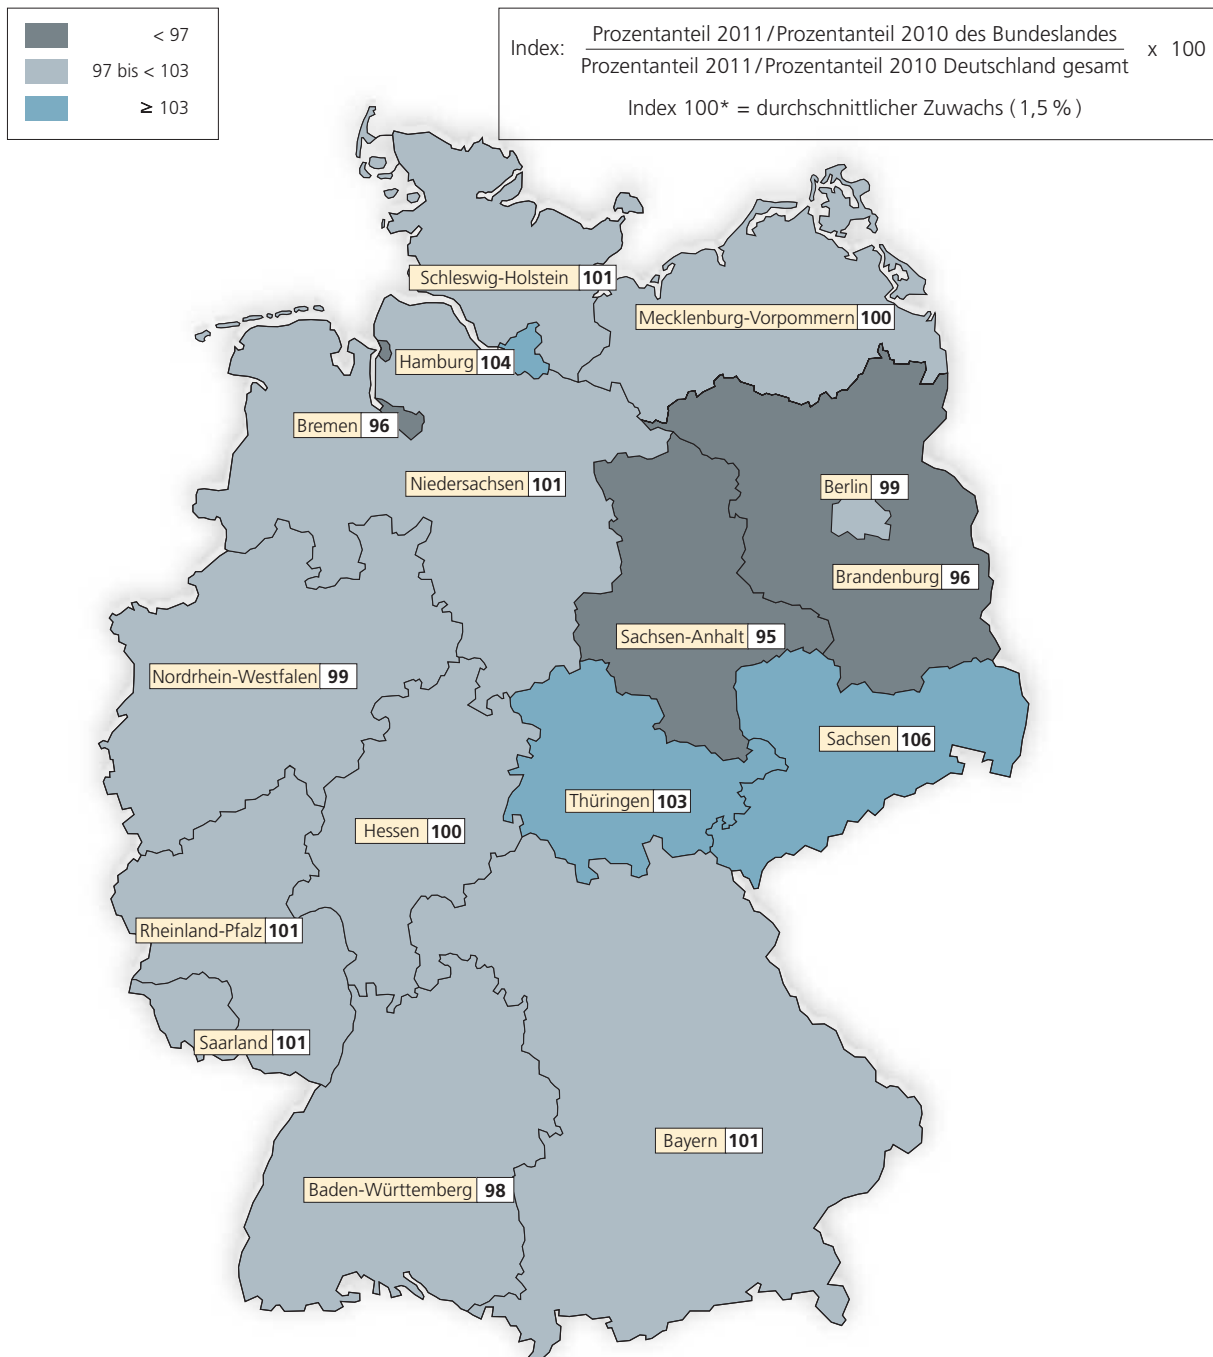 < 97
97 bis < 103
≥ 103
Index: Prozentanteil 2011/Prozentanteil 2010 des Bundeslandes
Prozentanteil 2011/Prozentanteil 2010 Deutschland gesamt
x 100
Index 100* = durchschnittlicher Zuwachs (1,5 %)
Schleswig-Holstein 101
Mecklenburg-Vorpommern 100
Hamburg 104
Bremen 96
Niedersachsen 101
Berlin 99
Brandenburg 96
Sachsen-Anhalt 95
Nordrhein-Westfalen 99
Sachsen 106
Thüringen 103
Hessen 100
Rheinland-Pfalz 101
Saarland 101
Bayern 101
Baden-Württemberg 98